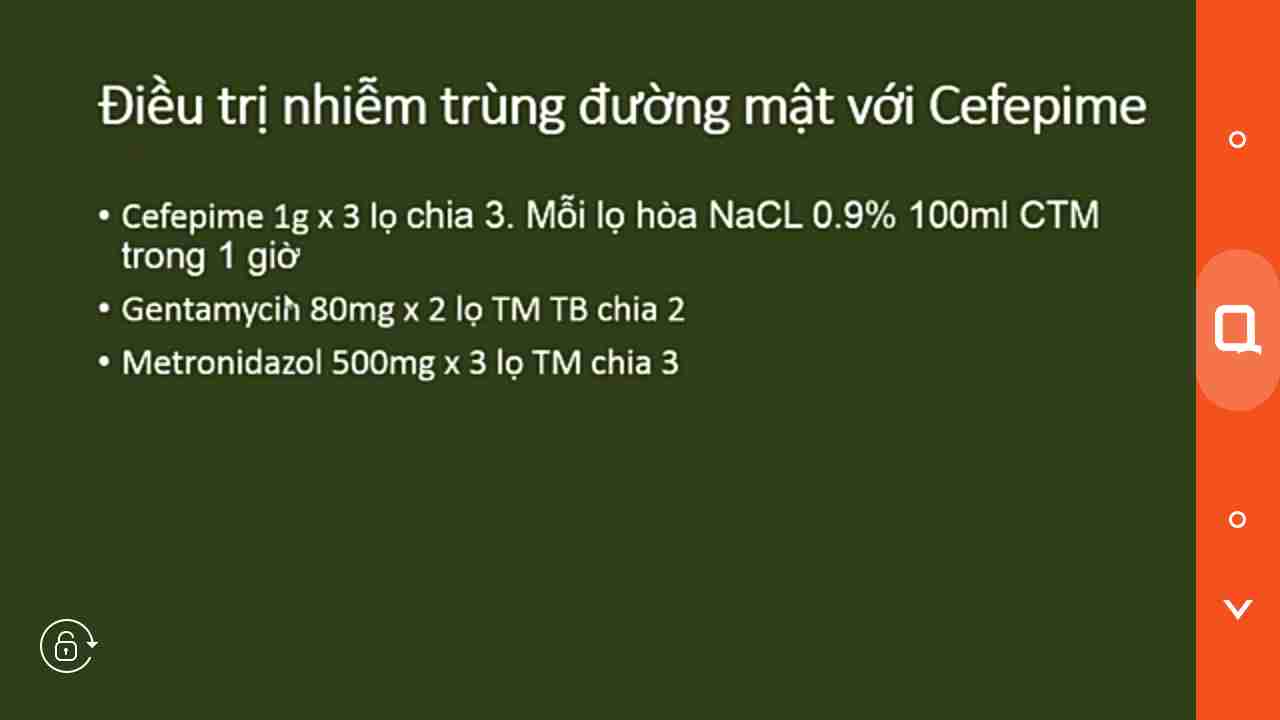 Điều trị nhiễm trùng đường mật với Cefepime
• Cefepime 1g x 3 lọ chia 3. Mỗi lọ hòa NaCL 0.9% 100ml CTM
trong 1 giờ
• Gentamycin 80mg x 2 lọ TM TB chia 2
• Metronidazol 500mg x 3 lọ TM chia 3